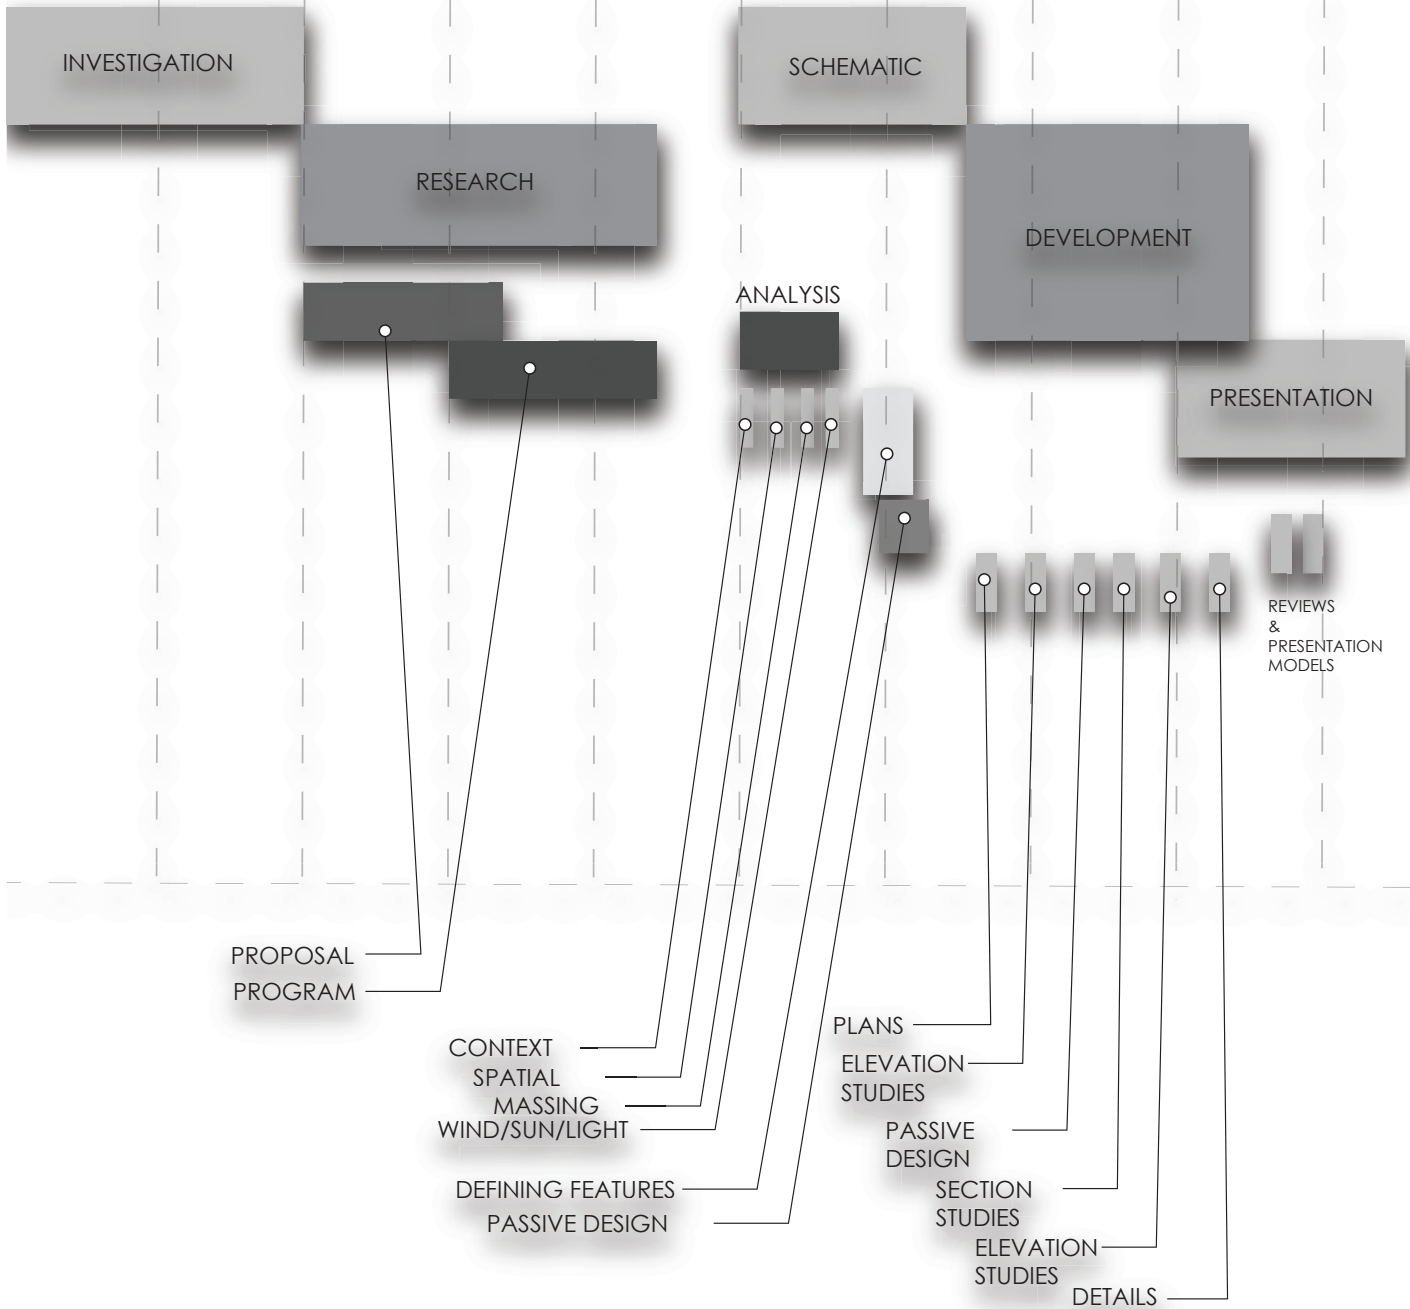 INVESTIGATION
SCHEMATIC
RESEARCH
DEVELOPMENT
ANALYSIS
PRESENTATION
REVIEWS
&
PRESENTATION
MODELS
PROPOSAL
PROGRAM
CONTEXT
SPATIAL
MASSING
WIND/SUN/LIGHT
DEFINING FEATURES
PASSIVE DESIGN
PLANS
ELEVATION
STUDIES
PASSIVE
DESIGN
SECTION
STUDIES
ELEVATION
STUDIES
DETAILS